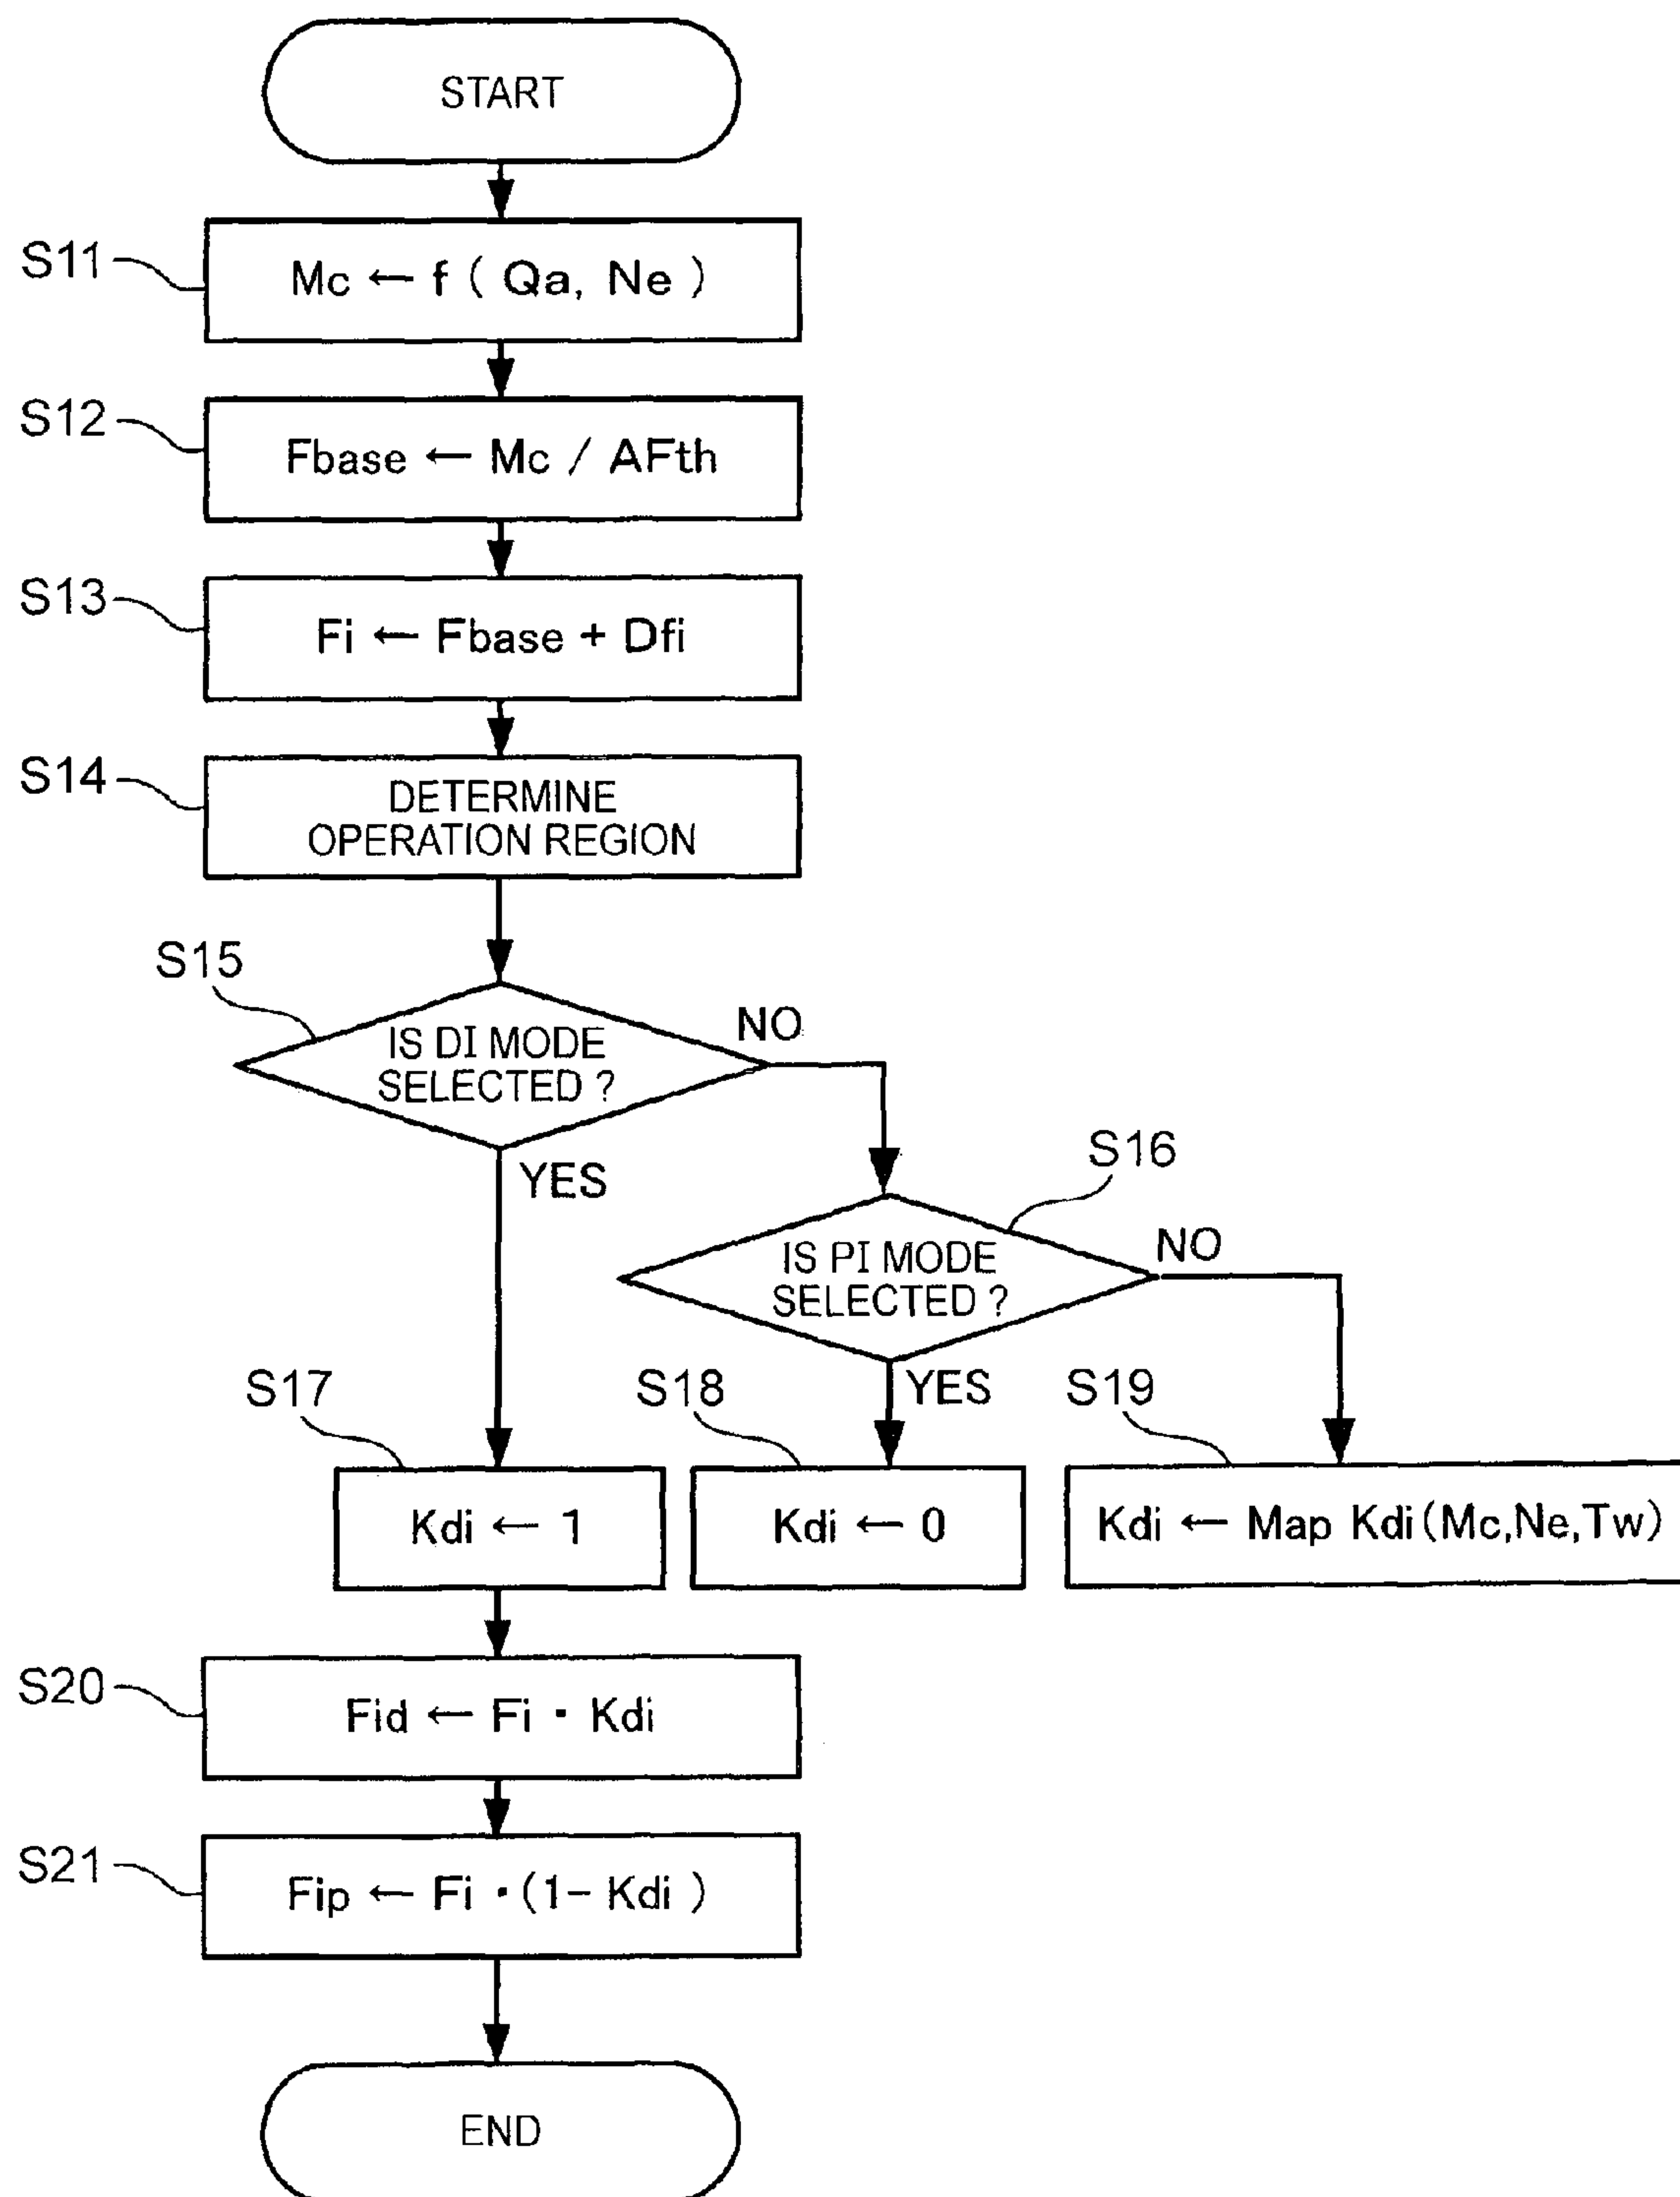 START
S11
Mc ← f ( Qa, Ne )
S12
Fbase ← Mc / AFth
S13
Fi ← Fbase + Dfi
S14
DETERMINE
OPERATION REGION
S15
IS DI MODE
SELECTED ?
NO
YES
S16
IS PI MODE
SELECTED ?
NO
YES
S17
Kdi ← 1
S18
Kdi ← 0
S19
Kdi ← Map Kdi(Mc,Ne,Tw)
S20
Fid ← Fi · Kdi
S21
Fip ← Fi ·(1- Kdi )
END